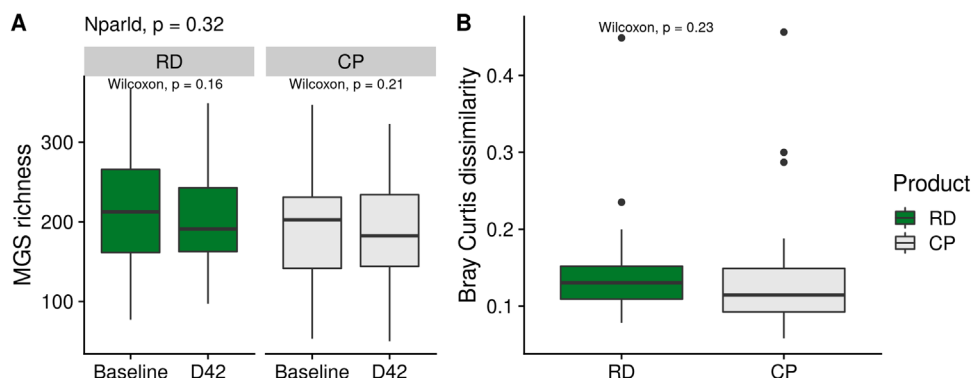 A
Nparld, p = 0.32
RD
CP
Wilcoxon, p = 0.16
Wilcoxon, p = 0.21
MGS richness
300
200
100
Baseline
D42
Baseline
D42
B
Wilcoxon, p = 0.23
Bray Curtis dissimilarity
0.4
0.3
0.2
0.1
RD
CP
Product
RD
CP